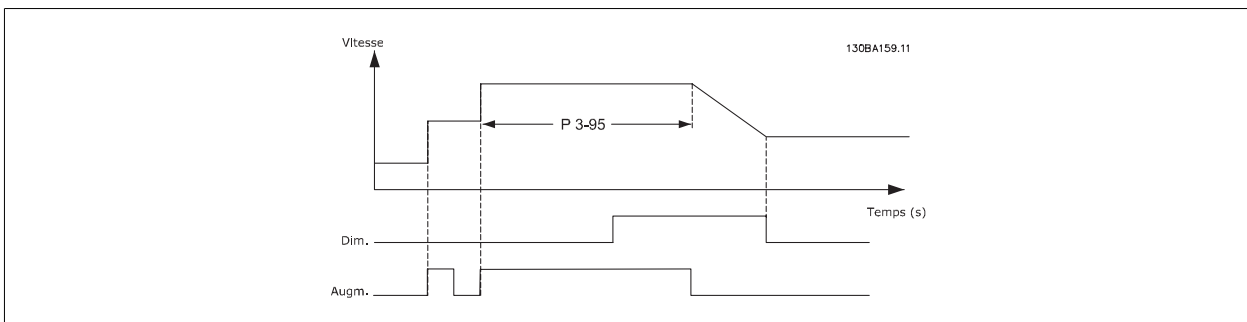 VItesse
130BA159.11
P 3-95
Temps (s)
Dim.
Augm.